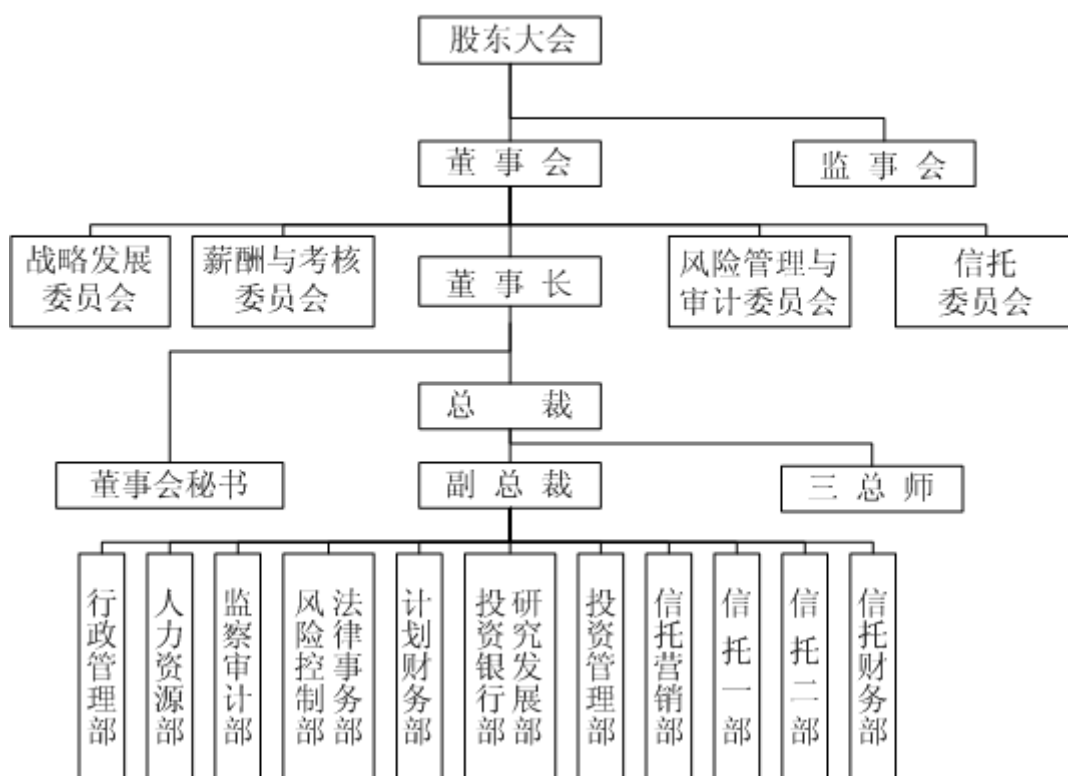 股东大会
董事会
监事会
战略发展
委员会
薪酬与考核
委员会
董事长
风险管理与
审计委员会
信托
委员会
总裁
董事会秘书
副总裁
三总师
行政管理部
人力资源部
监察审计部
法律事务部
风险控制部
计划财务部
研究发展部
投资银行部
投资管理部
信托营销部
信托一部
信托二部
信托财务部